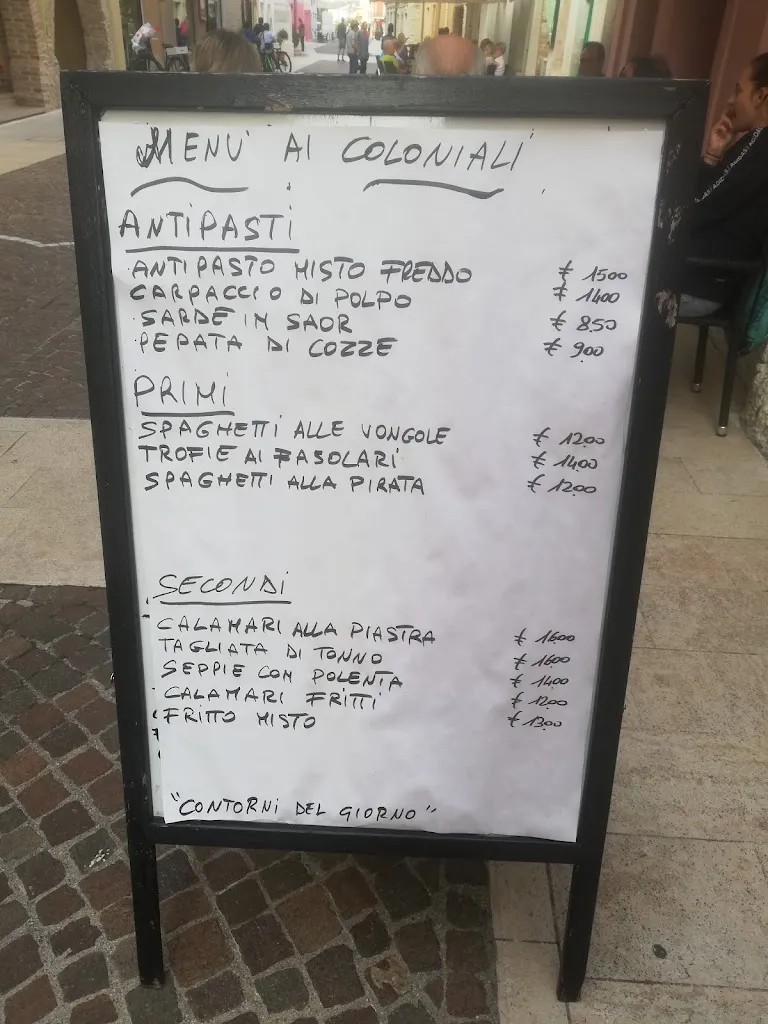 MENU' AI COLONIALI
ANTIPASTI
ANTIPASTO MISTO FREDDO € 1500
CARPACCIO DI POLPO € 1400
SARDE IN SAOR € 8.50
PEPATA DI COZZE € 900
PRIMI
SPAGHETTI ALLE VONGOLE € 1200
TROFIE AI FASOLARI € 1400
SPAGHETTI ALLA PIRATA € 1200
SECONDI
CALAMARI ALLA PIASTRA € 1600
TAGLIATA DI TONNO € 1600
SEPPIE CON POLENTA € 1400
CALAMARI FRITTI € 1200
FRITTO MISTO € 1300
"CONTORNI DEL GIORNO"